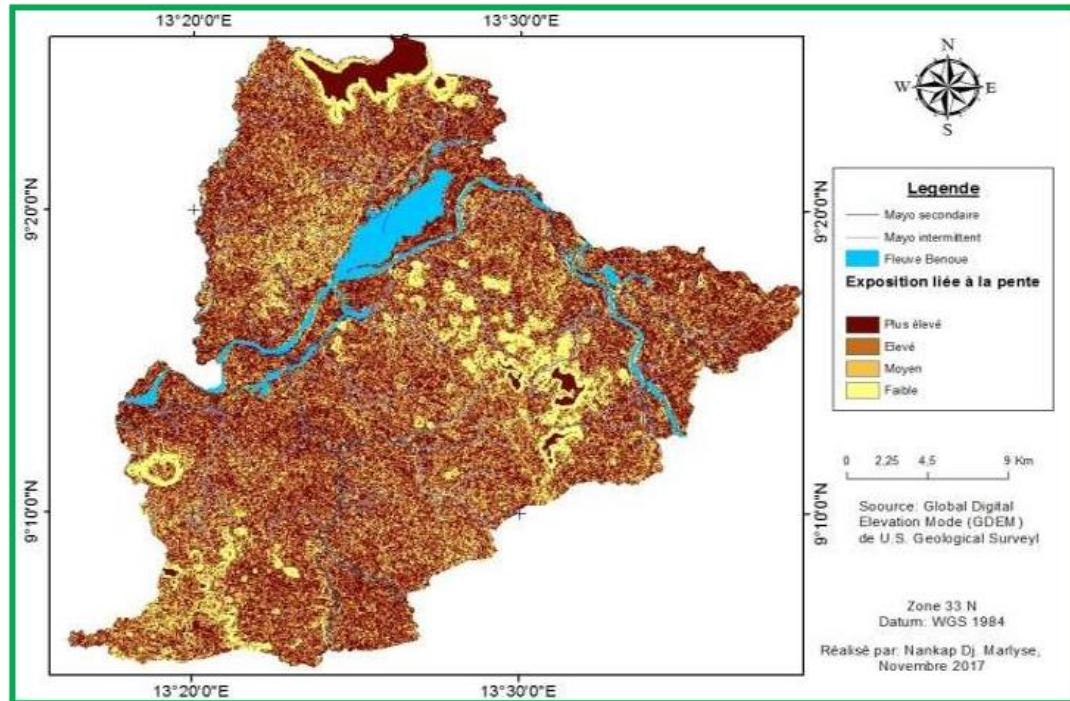 13°20'0"E
13°30'0"E
N
W
E
S
9°20'0"N
9°20'0"N
Legende
Mayo secondaire
Mayo intermittent
Fleuve Benoue
Exposition liée à la pente
Plus élevé
Elevé
Moyen
Faible
0 2,25 4,5 9 Km
9°10'0"N
9°10'0"N
Soource: Global Digital
Elevation Mode (GDEM)
de U.S. Geological Surveyl
Zone 33 N
Datum: WGS 1984
Réalisé par: Nankap Dj. Marlyse,
Novembre 2017
13°20'0"E
13°30'0"E